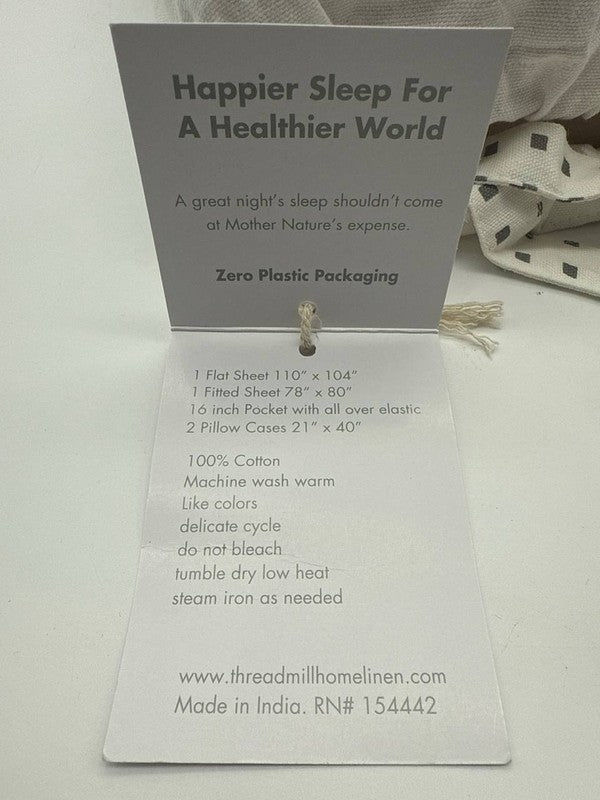 Happier Sleep For
A Healthier World
A great night's sleep shouldn't come
at Mother Nature's expense.
Zero Plastic Packaging
1 Flat Sheet 110" x 104"
1 Fitted Sheet 78" x 80"
16 inch Pocket with all over elastic
2 Pillow Cases 21" x 40"
100% Cotton
Machine wash warm
Like colors
delicate cycle
do not bleach
tumble dry low heat
steam iron as needed
www.threadmillhomelinen.com
Made in India. RN# 154442